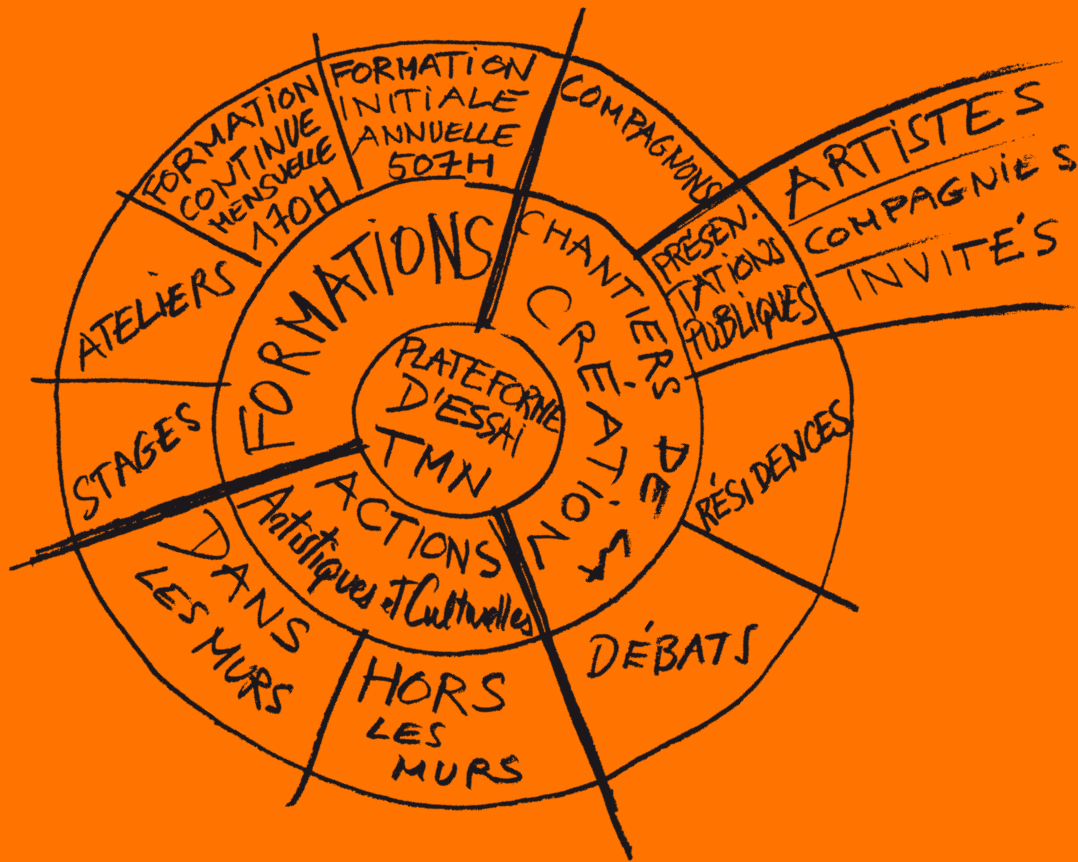 PLATEFORME
D'ESSAi
TMN
FORMATiONS
FORMATION
CONTINUE
MENSUELLE
170H
FORMATiON
INITIALE
ANNUELLE
507H
ATELiERS
STAGES
CHANTIERS DE LA
CRÉATiON
COMPAGNONS
PRÉSEN-
TATIONS
PUBLiQUES
ARTiSTES
COMPAGNiES
INVITÉS
RÉSIDENCES
DÉBATS
ACTIONS
Artistiques et Culturelles
DANS
LES MURS
HORS
LES
MURS